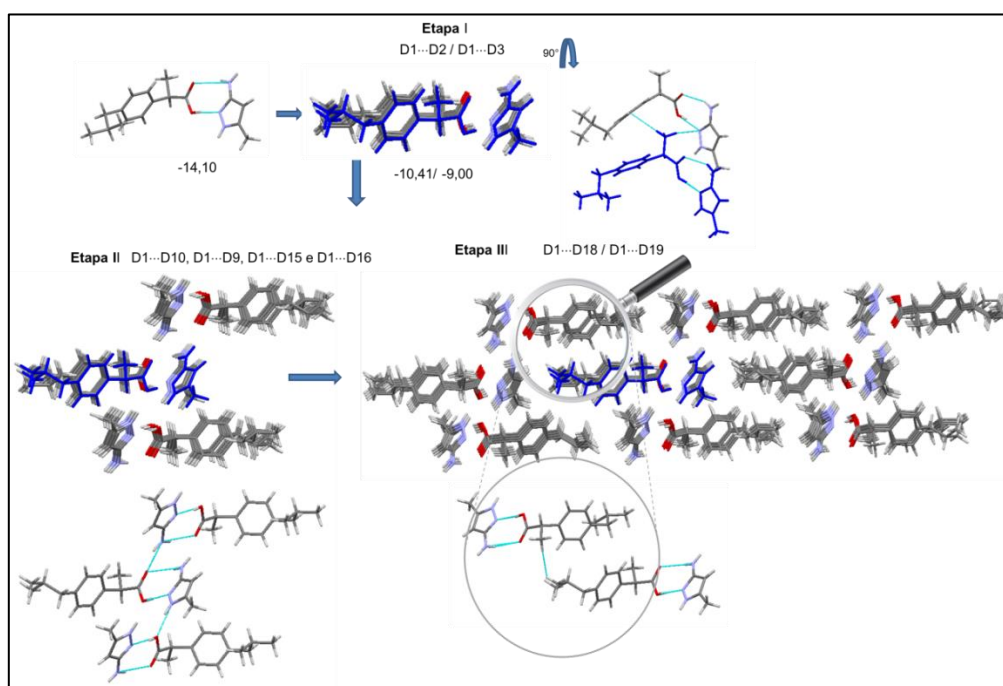 Etapa I
D1···D2 / D1···D3
90°
-14,10
-10,41/ -9,00
Etapa II D1···D10, D1···D9, D1···D15 e D1···D16
Etapa III D1···D18 / D1···D19